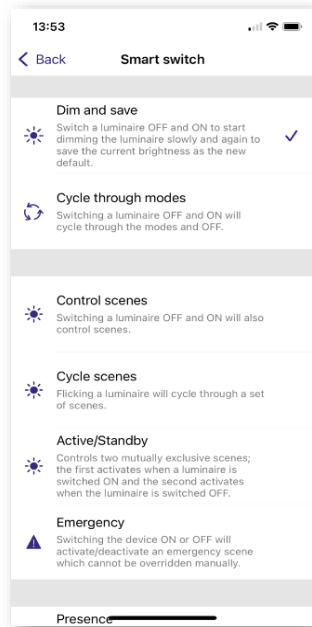 13:53
Back Smart switch
Dim and save
Switch a luminaire OFF and ON to start
dimming the luminaire slowly and again to
save the current brightness as the new
default.
Cycle through modes
Switching a luminaire OFF and ON will
cycle through the modes and OFF.
Control scenes
Switching a luminaire OFF and ON will also
control scenes.
Cycle scenes
Flicking a luminaire will cycle through a set
of scenes.
Active/Standby
Controls two mutually exclusive scenes;
the first activates when a luminaire is
switched ON and the second activates
when the luminaire is switched OFF.
Emergency
Switching the device ON or OFF will
activate/deactivate an emergency scene
which cannot be overridden manually.
Presence